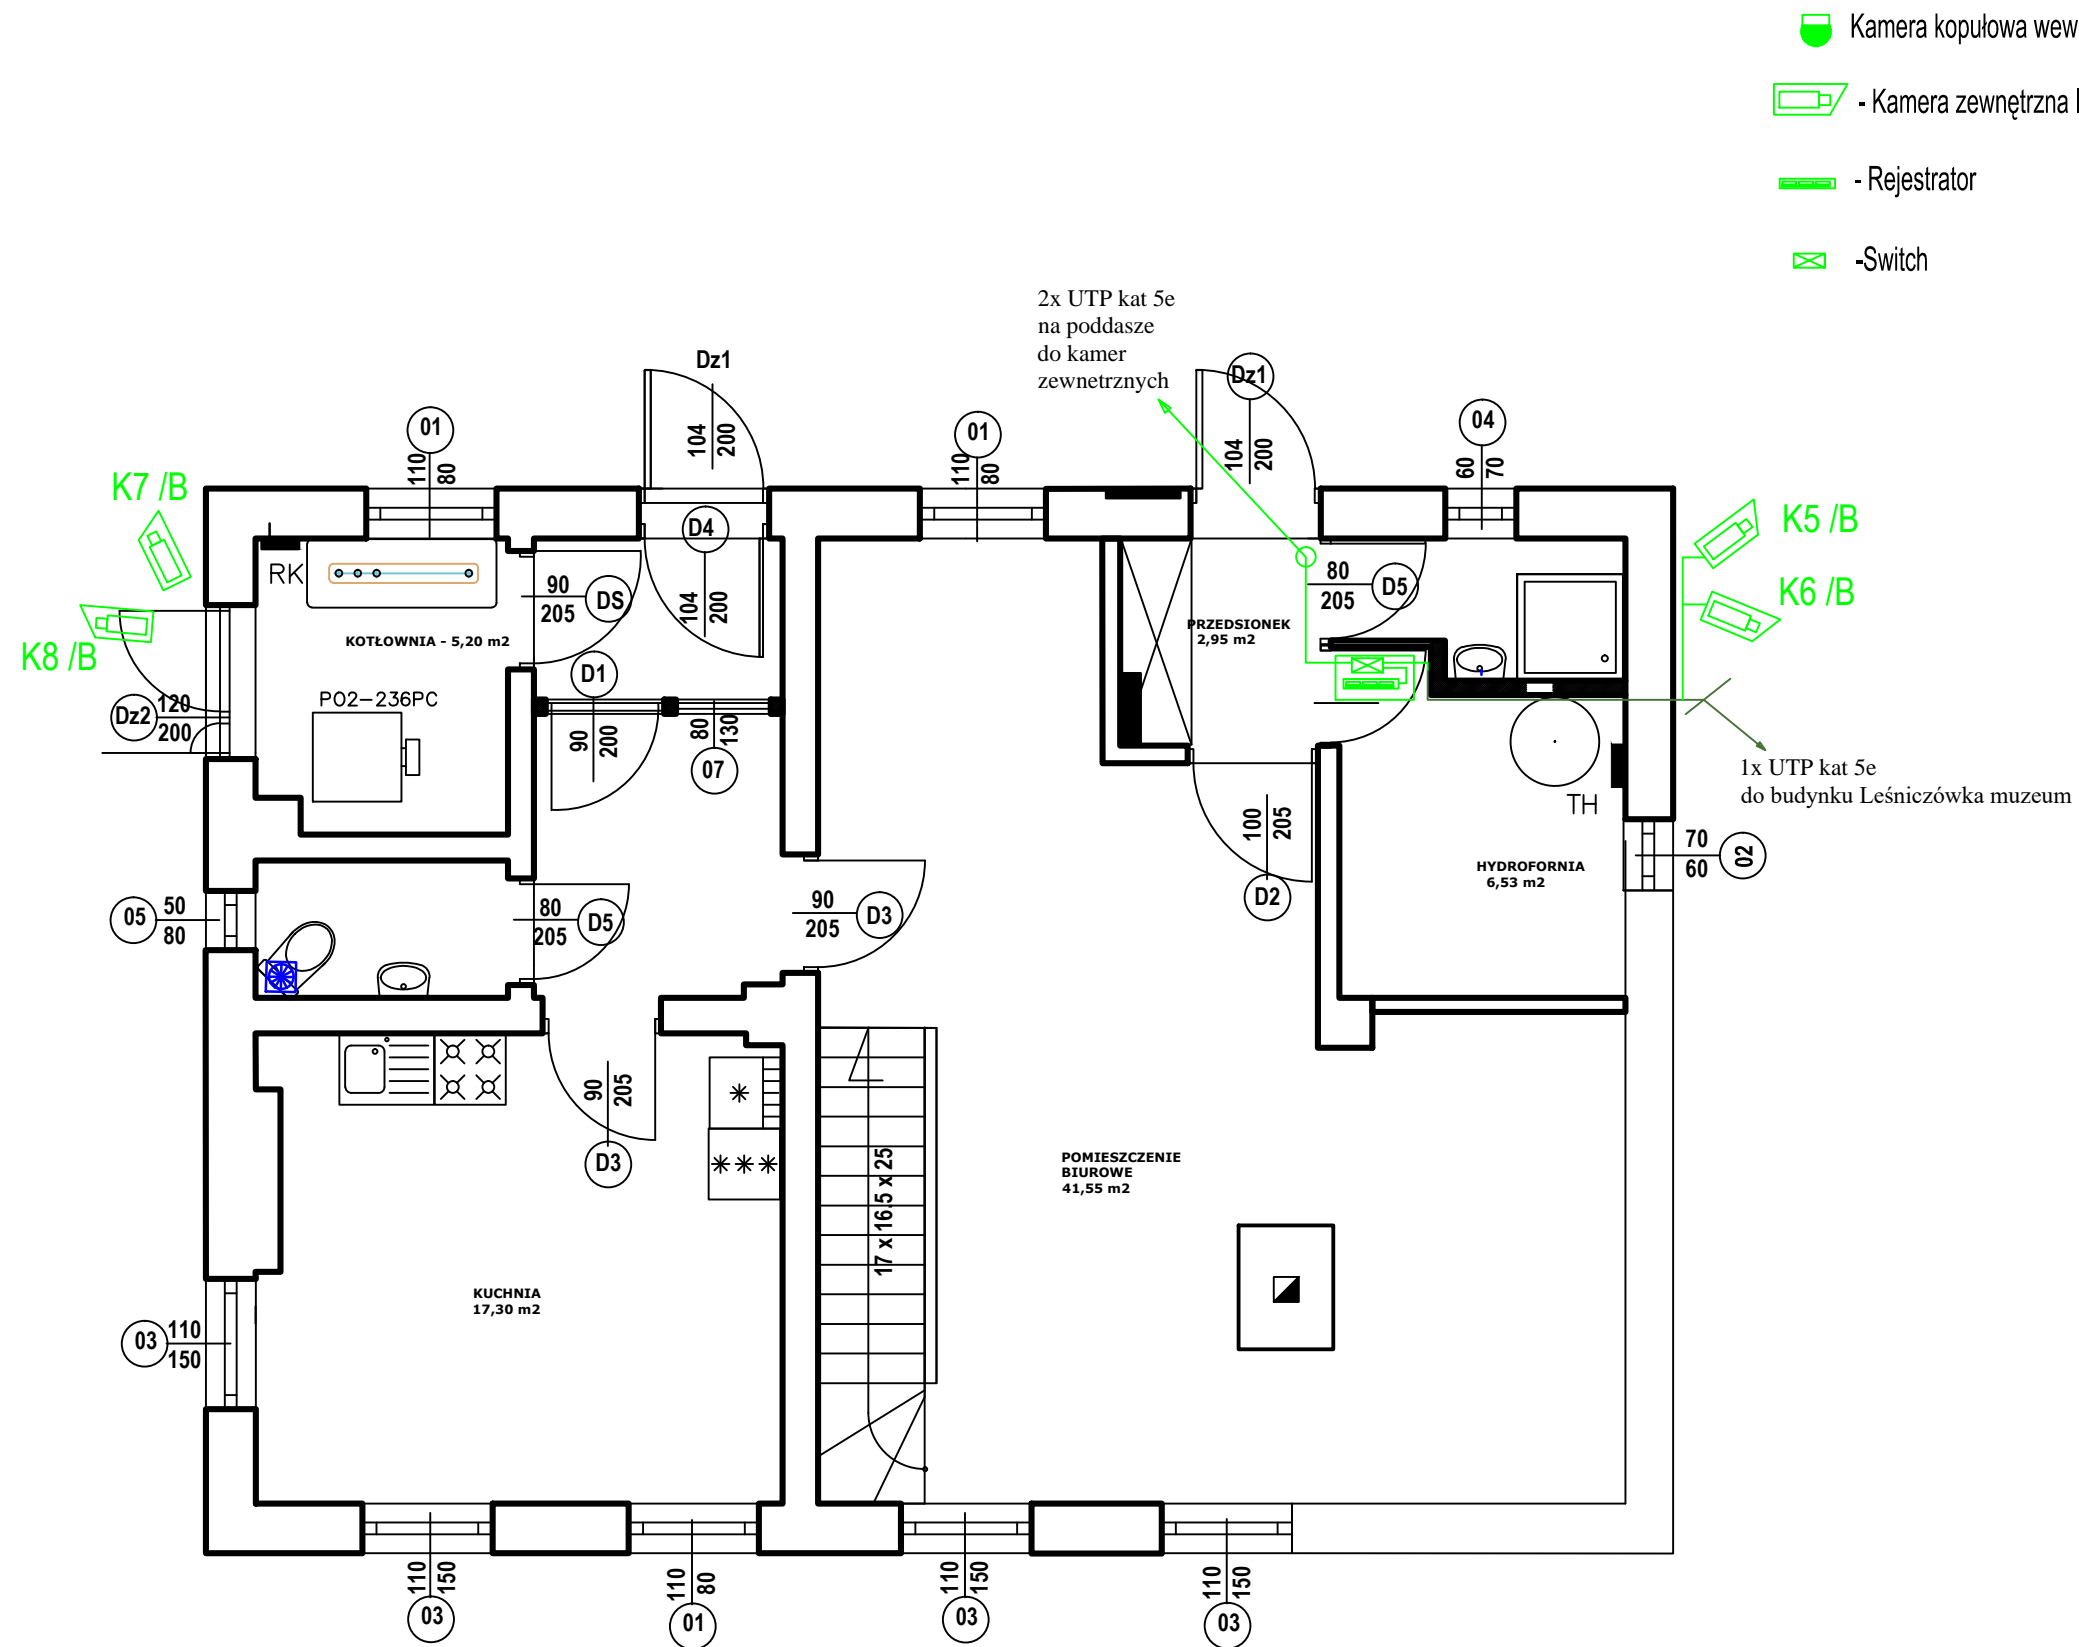 Kamera kopułowa wew
- Kamera zewnętrzna
- Rejestrator
-Switch
2x UTP kat 5e
na poddasze
do kamer
zewnetrznych
Dz1
104
200
Dz1
104
200
01
110
80
01
110
80
04
60
70
K7 /B
K8 /B
K5 /B
K6 /B
RK
D4
104
200
90
205
DS
80
205
D5
KOTŁOWNIA - 5,20 m2
PRZEDSIONEK
2,95 m2
D1
90
200
80
130
07
PO2-236PC
Dz2
120
200
1x UTP kat 5e
do budynku Leśniczówka muzeum
TH
100
205
D2
70
60
02
HYDROFORNIA
6,53 m2
05
50
80
80
205
D5
90
205
D3
90
205
D3
17 x 16.5 x 25
POMIESZCZENIE
BIUROWE
41,55 m2
KUCHNIA
17,30 m2
03
110
150
110
150
03
110
80
01
110
150
03
110
150
03